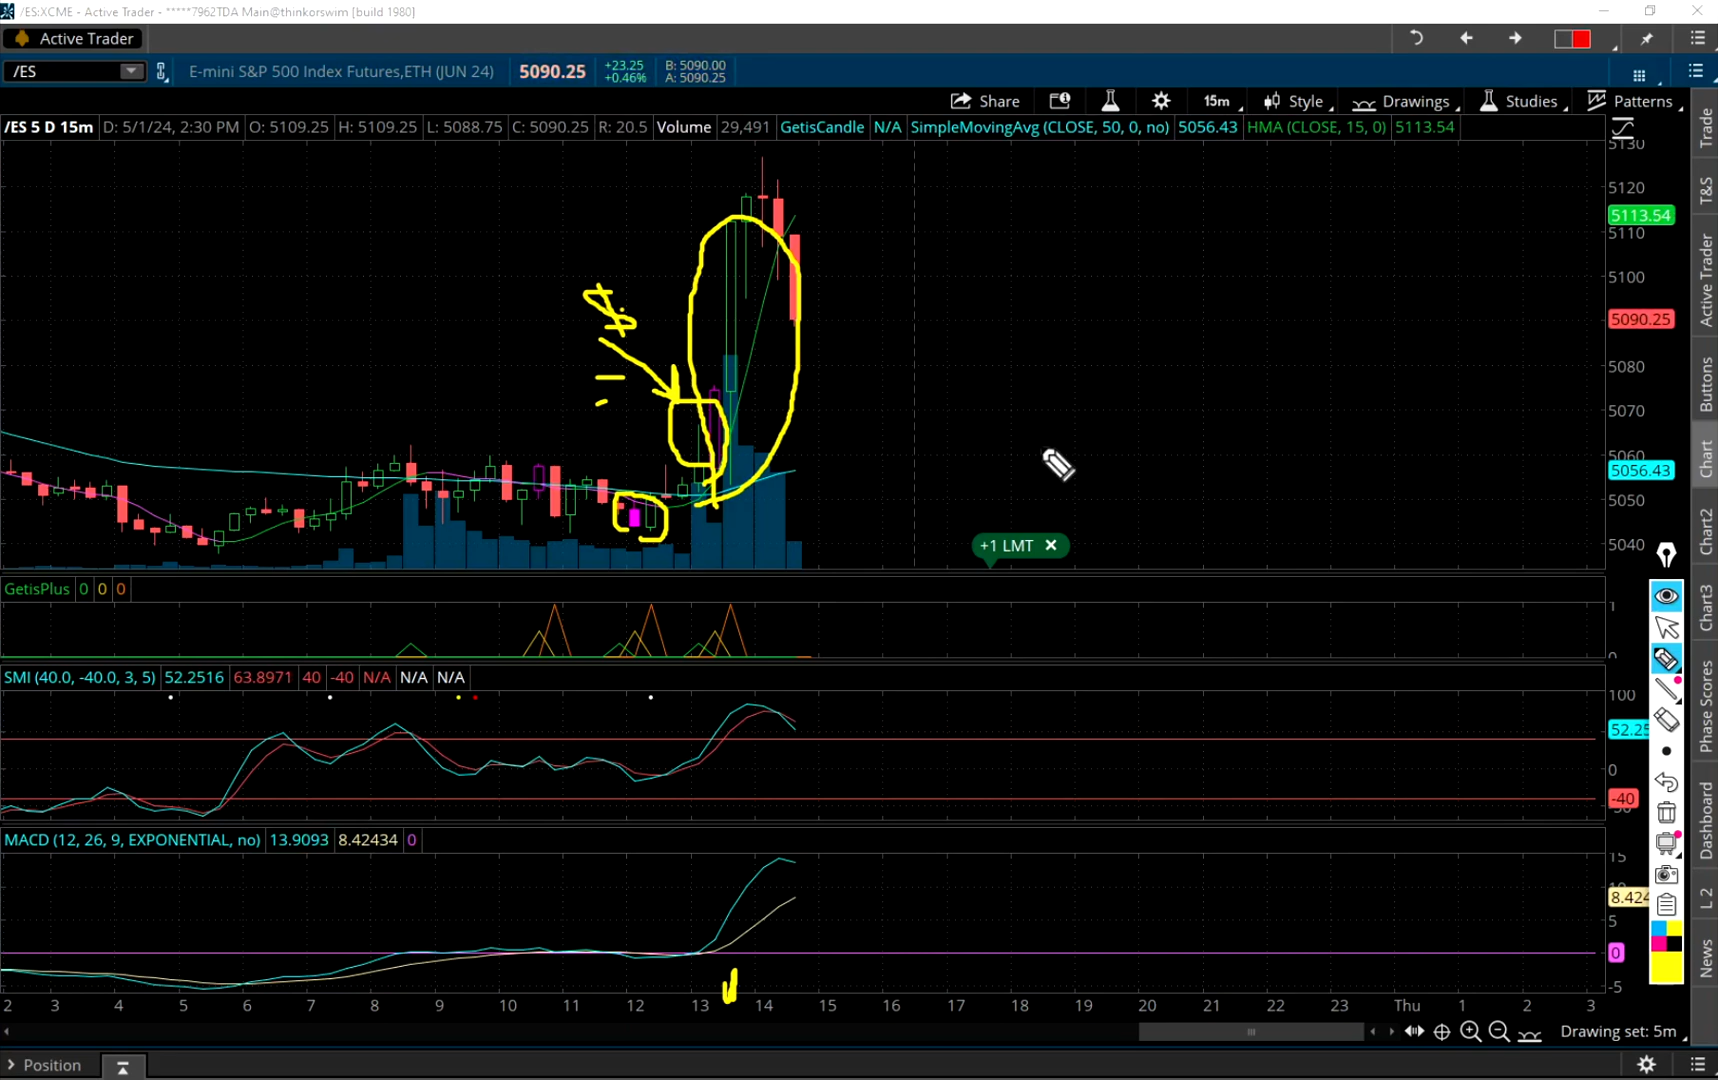 /ES:XCME - Active Trader - *****7962TDA Main@thinkorswim [build 1980]
Active Trader
/ES E-mini S&P 500 Index Futures,ETH (JUN 24) 5090.25 +23.25 +0.46% B: 5090.00 A: 5090.25
Share 15m Style Drawings Studies Patterns
/ES 5 D 15m D: 5/1/24, 2:30 PM O: 5109.25 H: 5109.25 L: 5088.75 C: 5090.25 R: 20.5 Volume 29,491 GetisCandle N/A SimpleMovingAvg (CLOSE, 50, 0, no) 5056.43 HMA (CLOSE, 15, 0) 5113.54
5130
5120
5113.54
5110
5100
5090.25
5080
5070
5060
5056.43
5050
5040
+1 LMT
GetisPlus 0 0 0
1
0
SMI (40.0, -40.0, 3, 5) 52.2516 63.8971 40 -40 N/A N/A N/A
100
52.25
0
-40
MACD (12, 26, 9, EXPONENTIAL, no) 13.9093 8.42434 0
15
8.424
5
0
-5
2 3 4 5 6 7 8 9 10 11 12 13 14 15 16 17 18 19 20 21 22 23 Thu 1 2 3
Drawing set: 5m
Position
Trade
T&S
Active Trader
Buttons
Chart
Chart2
Chart3
Phase Scores
Dashboard
L 2
News